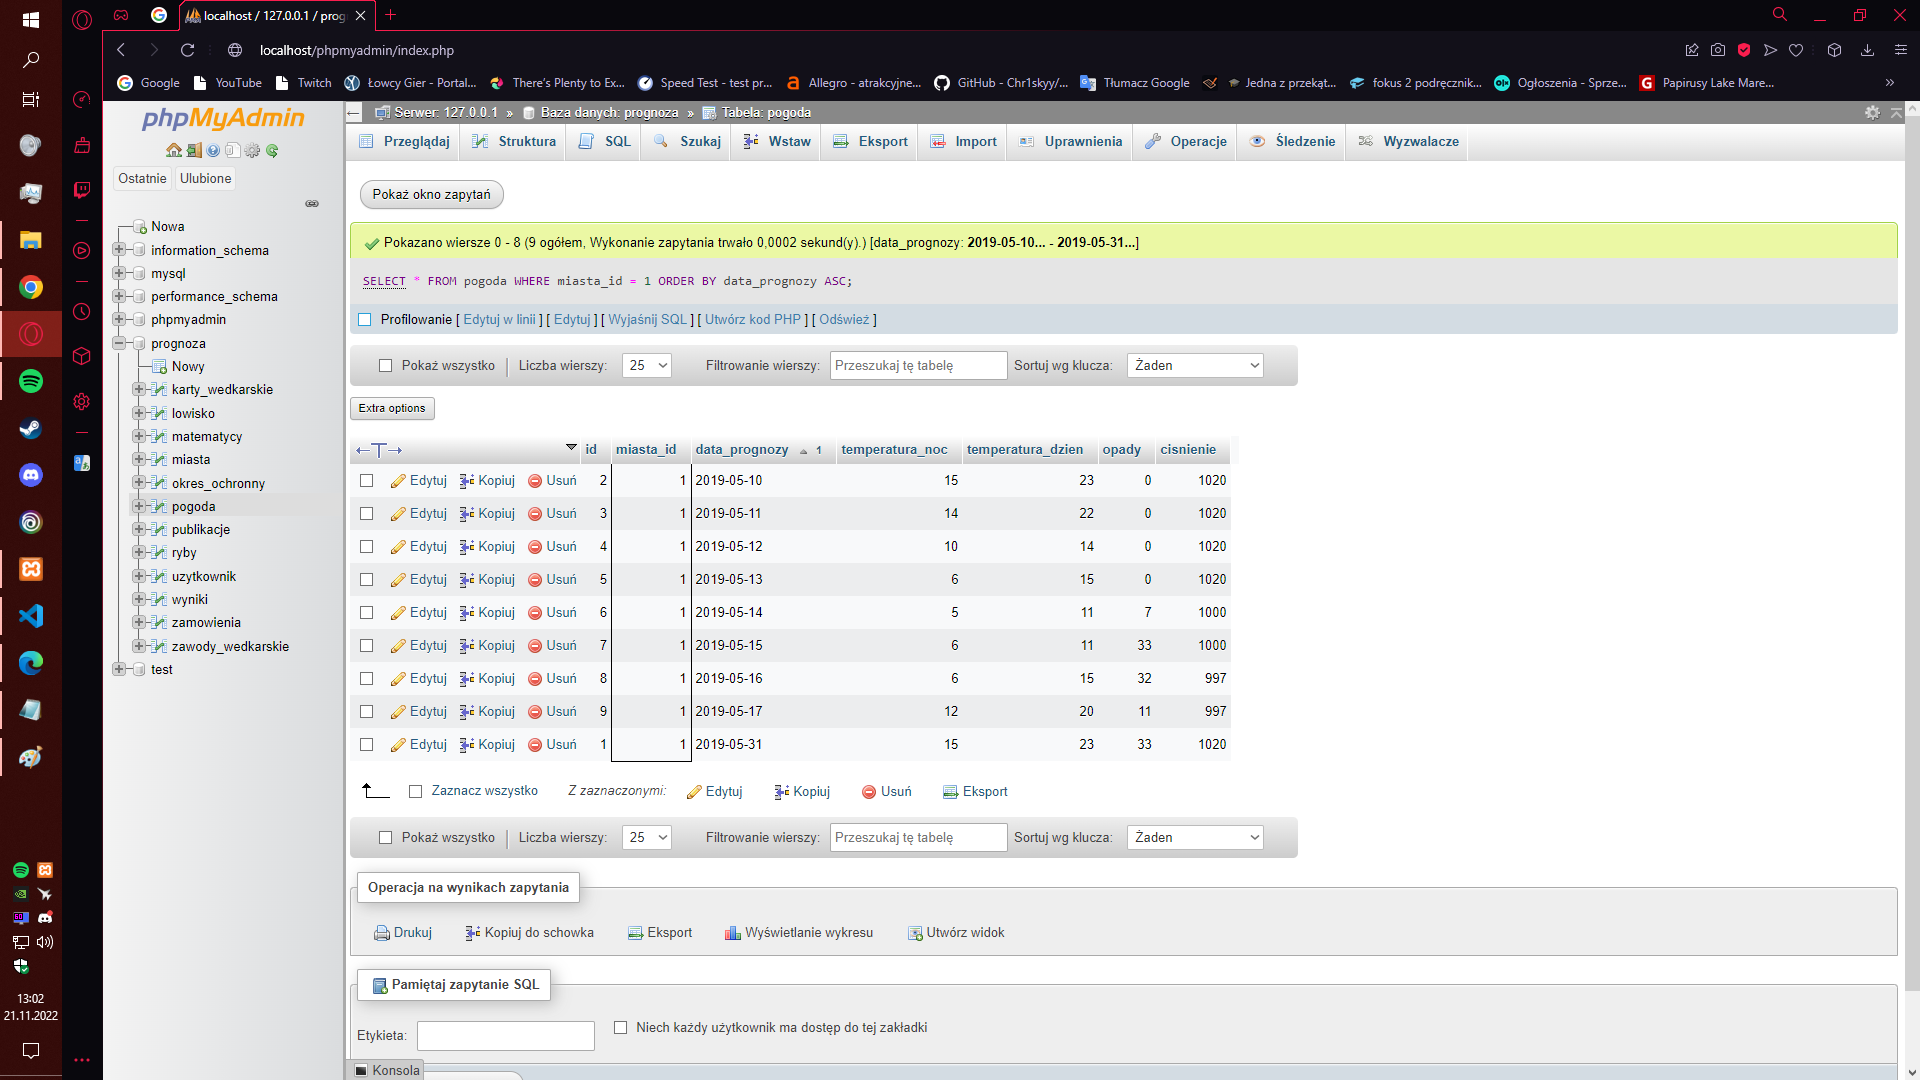 localhost / 127.0.0.1 / prog
localhost/phpmyadmin/index.php
Google YouTube Twitch Łowcy Gier - Portal... There's Plenty to Ex... Speed Test - test pr... Allegro - atrakcyjne... GitHub - Chr1skyy/... Tłumacz Google Jedna z przekąt... fokus 2 podręcznik... Ogłoszenia - Sprze... Papirusy Lake Mare... »
phpMyAdmin
Ostatnie Ulubione
Nowa
information_schema
mysql
performance_schema
phpmyadmin
prognoza
Nowy
karty_wedkarskie
lowisko
matematycy
miasta
okres_ochronny
pogoda
publikacje
ryby
uzytkownik
wyniki
zamowienia
zawody_wedkarskie
test
Serwer: 127.0.0.1 » Baza danych: prognoza » Tabela: pogoda
Przeglądaj Struktura SQL Szukaj Wstaw Eksport Import Uprawnienia Operacje Śledzenie Wyzwalacze
Pokaż okno zapytań
Pokazano wiersze 0 - 8 (9 ogółem, Wykonanie zapytania trwało 0,0002 sekund(y).) [data_prognozy: 2019-05-10... - 2019-05-31...]
SELECT * FROM pogoda WHERE miasta_id = 1 ORDER BY data_prognozy ASC;
Profilowanie [ Edytuj w linii ] [ Edytuj ] [ Wyjaśnij SQL ] [ Utwórz kod PHP ] [ Odśwież ]
Pokaż wszystko Liczba wierszy: 25 Filtrowanie wierszy: Przeszukaj tę tabelę Sortuj wg klucza: Żaden
Extra options
id miasta_id data_prognozy 1 temperatura_noc temperatura_dzien opady cisnienie
Edytuj Kopiuj Usuń 2 1 2019-05-10 15 23 0 1020
Edytuj Kopiuj Usuń 3 1 2019-05-11 14 22 0 1020
Edytuj Kopiuj Usuń 4 1 2019-05-12 10 14 0 1020
Edytuj Kopiuj Usuń 5 1 2019-05-13 6 15 0 1020
Edytuj Kopiuj Usuń 6 1 2019-05-14 5 11 7 1000
Edytuj Kopiuj Usuń 7 1 2019-05-15 6 11 33 1000
Edytuj Kopiuj Usuń 8 1 2019-05-16 6 15 32 997
Edytuj Kopiuj Usuń 9 1 2019-05-17 12 20 11 997
Edytuj Kopiuj Usuń 1 1 2019-05-31 15 23 33 1020
Zaznacz wszystko Z zaznaczonymi: Edytuj Kopiuj Usuń Eksport
Pokaż wszystko Liczba wierszy: 25 Filtrowanie wierszy: Przeszukaj tę tabelę Sortuj wg klucza: Żaden
Operacja na wynikach zapytania
Drukuj Kopiuj do schowka Eksport Wyświetlanie wykresu Utwórz widok
Pamiętaj zapytanie SQL
Etykieta: Niech każdy użytkownik ma dostęp do tej zakładki
Konsola
13:02
21.11.2022